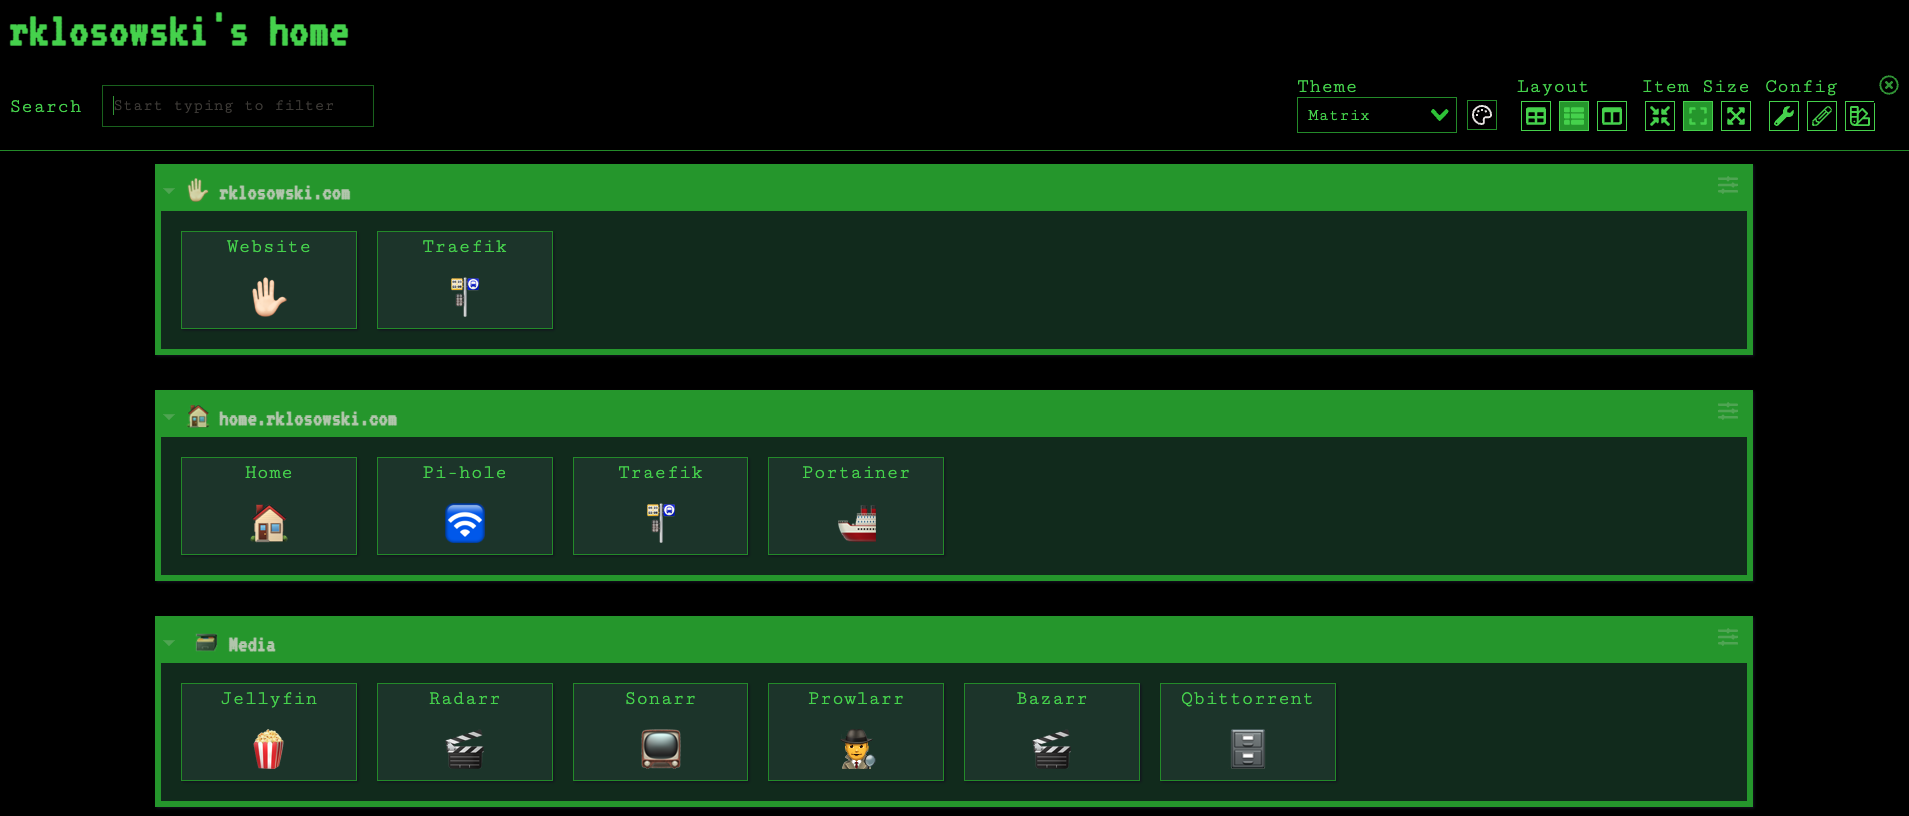 rklosowski's home
Search
Start typing to filter
Theme
Matrix
Layout
Item Size
Config
rklosowski.com
Website
Traefik
home.rklosowski.com
Home
Pi-hole
Traefik
Portainer
Media
Jellyfin
Radarr
Sonarr
Prowlarr
Bazarr
Qbittorrent